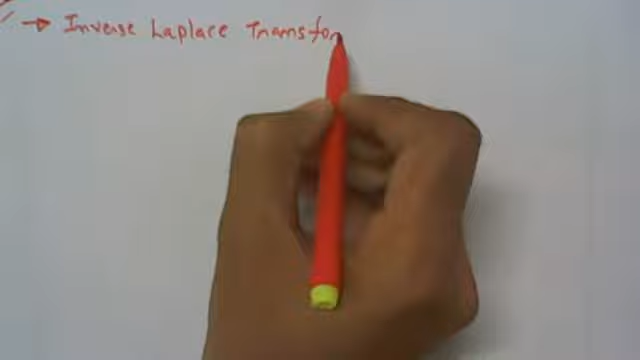 → Inverse Laplace Transfor